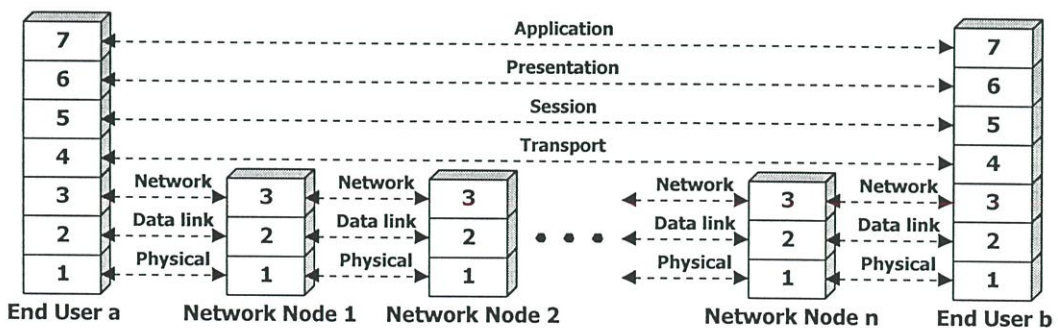 Application
7 7
Presentation
6 6
Session
5 5
Transport
4 4
3 Network 3 Network 3 Network 3 Network 3
2 Data link 2 Data link 2 Data link 2 Data link 2
1 Physical 1 Physical 1 Physical 1 Physical 1
End User a Network Node 1 Network Node 2 Network Node n End User b